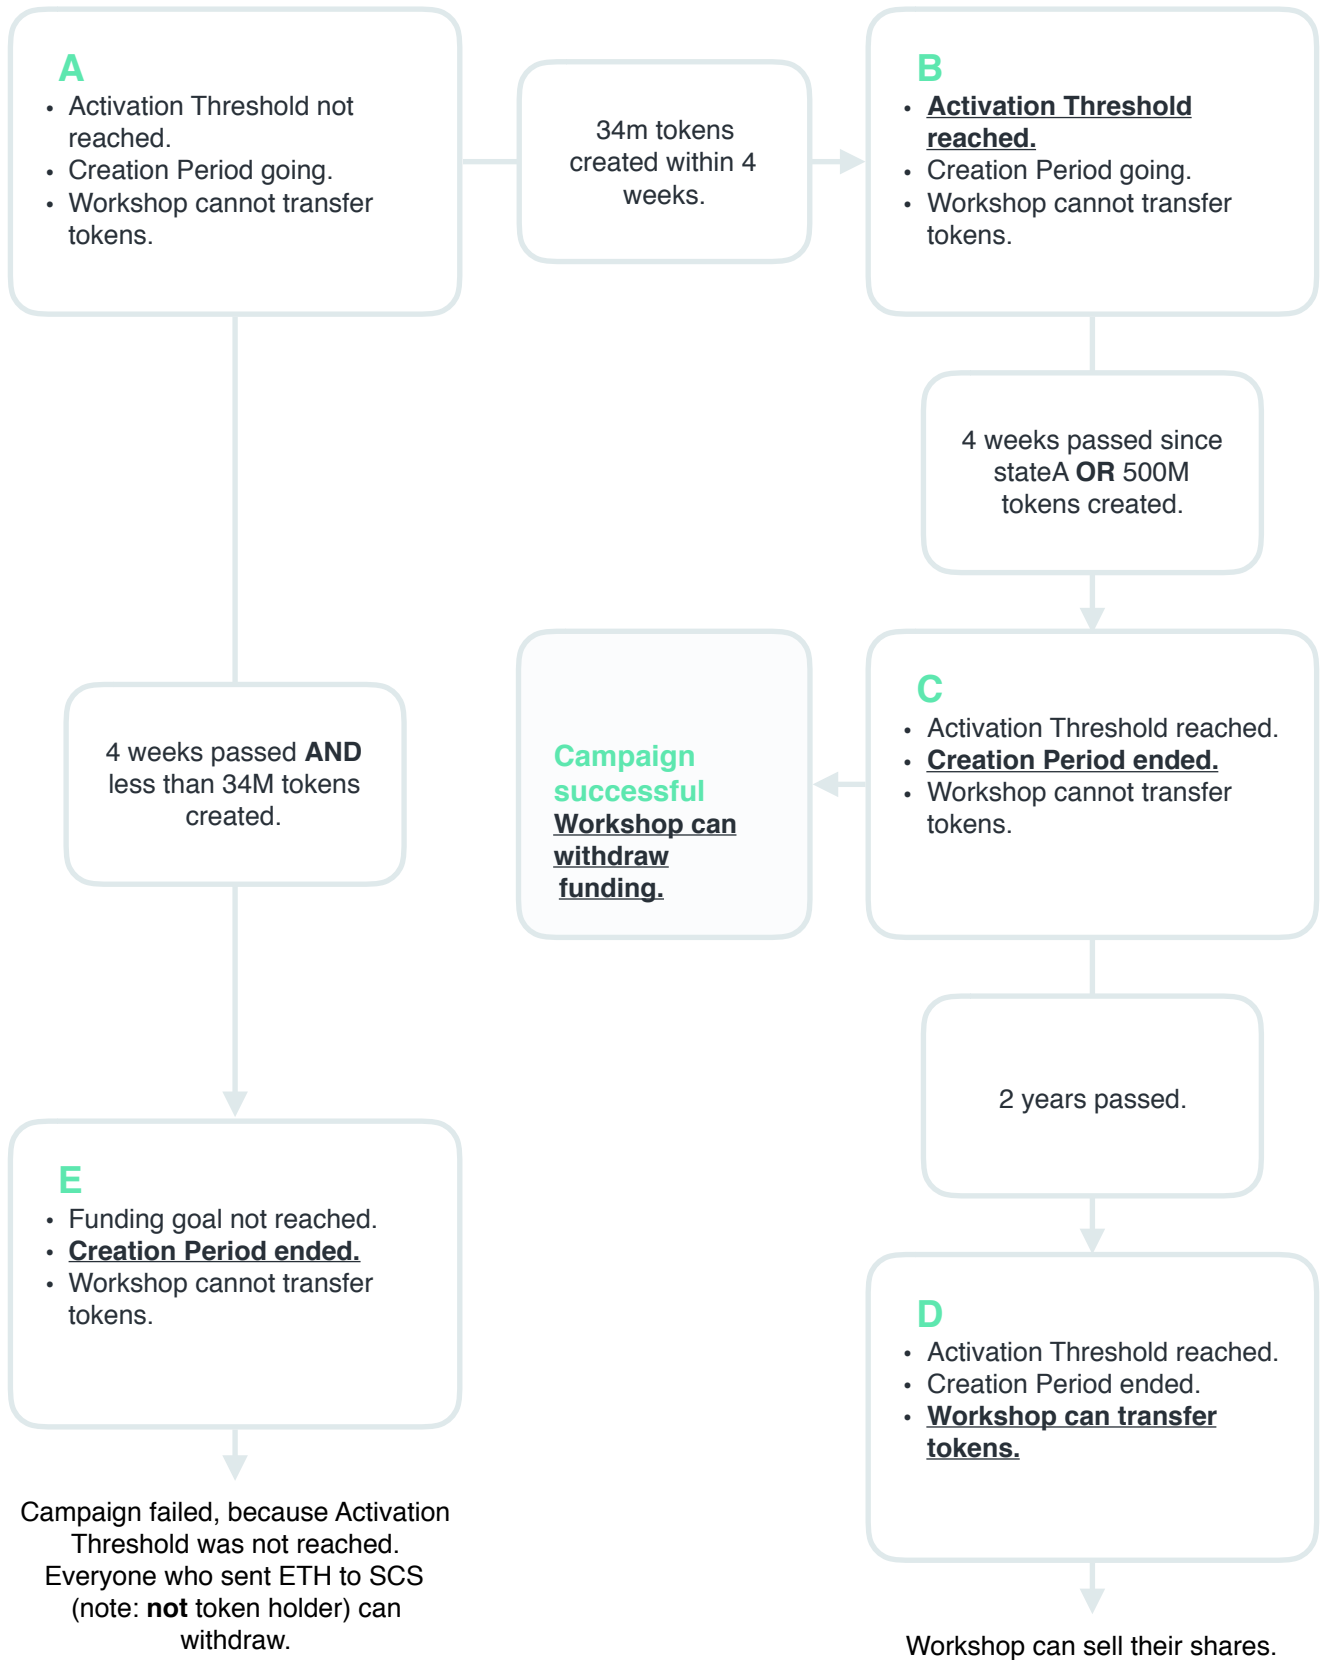 A
• Activation Threshold not
reached.
• Creation Period going.
• Workshop cannot transfer
tokens.
34m tokens
created within 4
weeks.
B
• Activation Threshold
reached.
• Creation Period going.
• Workshop cannot transfer
tokens.
4 weeks passed since
stateA OR 500M
tokens created.
C
• Activation Threshold reached.
• Creation Period ended.
• Workshop cannot transfer
tokens.
Campaign
successful
Workshop can
withdraw
funding.
4 weeks passed AND
less than 34M tokens
created.
2 years passed.
E
• Funding goal not reached.
• Creation Period ended.
• Workshop cannot transfer
tokens.
D
• Activation Threshold reached.
• Creation Period ended.
• Workshop can transfer
tokens.
Campaign failed, because Activation
Threshold was not reached.
Everyone who sent ETH to SCS
(note: not token holder) can
withdraw.
Workshop can sell their shares.